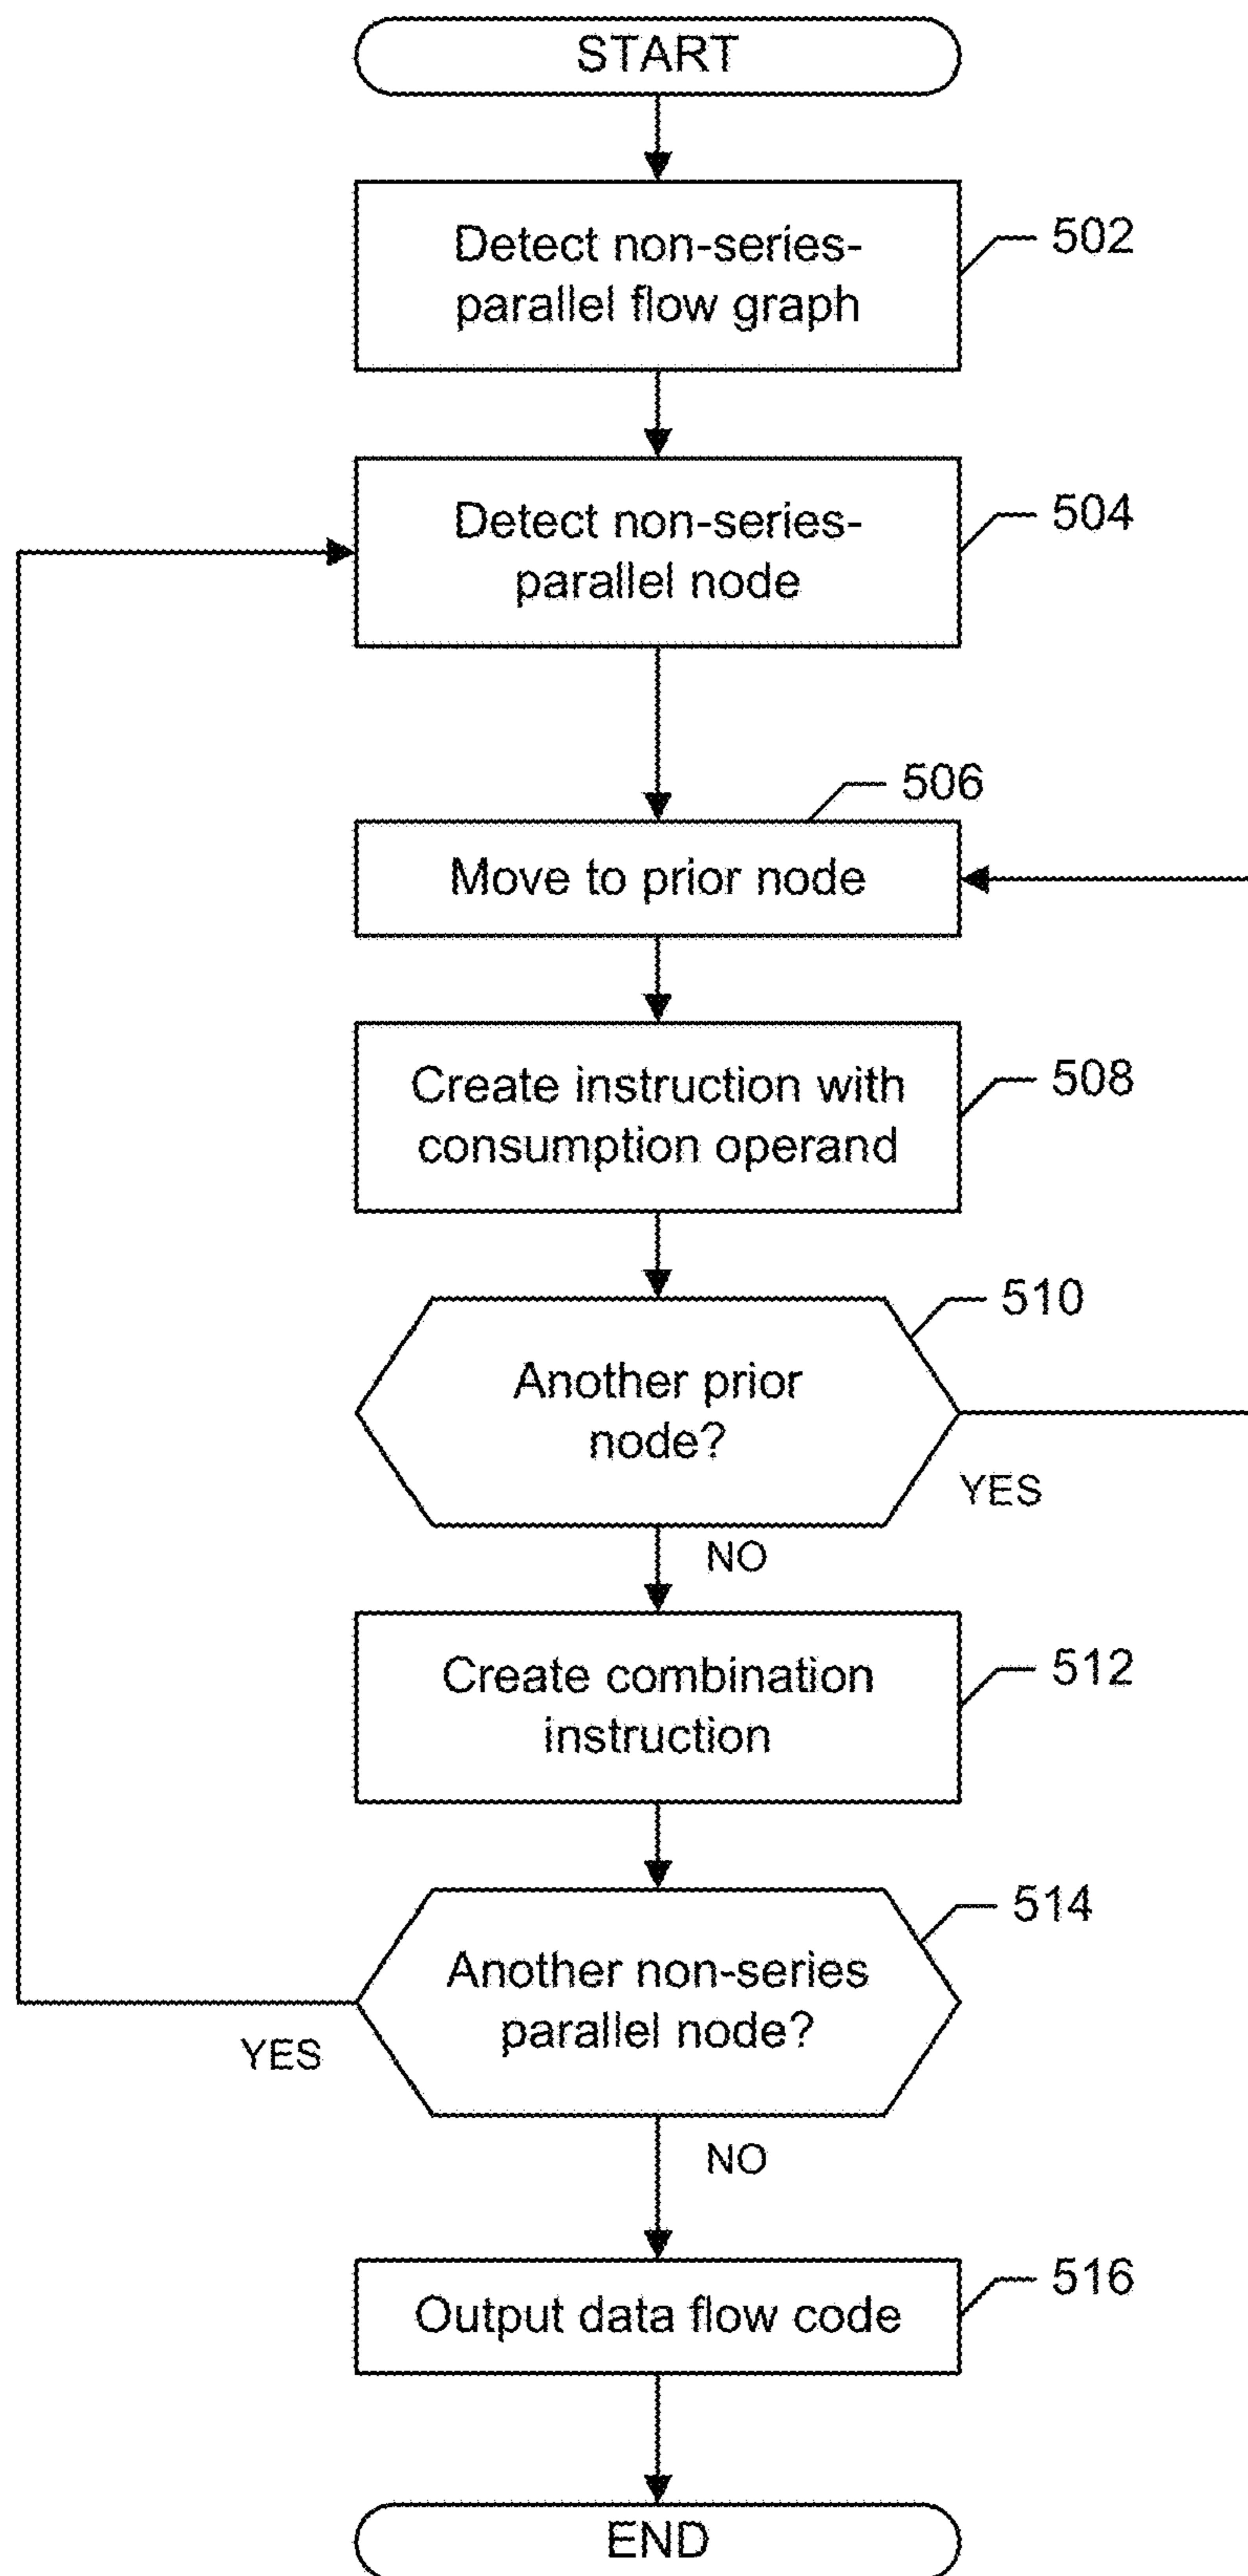 START
Detect non-series-
parallel flow graph
502
Detect non-series-
parallel node
504
506
Move to prior node
Create instruction with
consumption operand
508
510
Another prior
node?
YES
NO
Create combination
instruction
512
514
Another non-series
parallel node?
YES
NO
Output data flow code
516
END